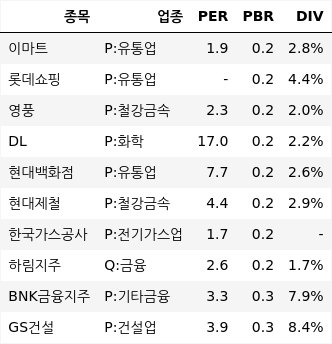 종목 업종 PER PBR DIV
이마트 P:유통업 1.9 0.2 2.8%
롯데쇼핑 P:유통업 - 0.2 4.4%
영풍 P:철강금속 2.3 0.2 2.0%
DL P:화학 17.0 0.2 2.2%
현대백화점 P:유통업 7.7 0.2 2.6%
현대제철 P:철강금속 4.4 0.2 2.9%
한국가스공사 P:전기가스업 1.7 0.2 -
하림지주 Q:금융 2.6 0.2 1.7%
BNK금융지주 P:기타금융 3.3 0.3 7.9%
GS건설 P:건설업 3.9 0.3 8.4%